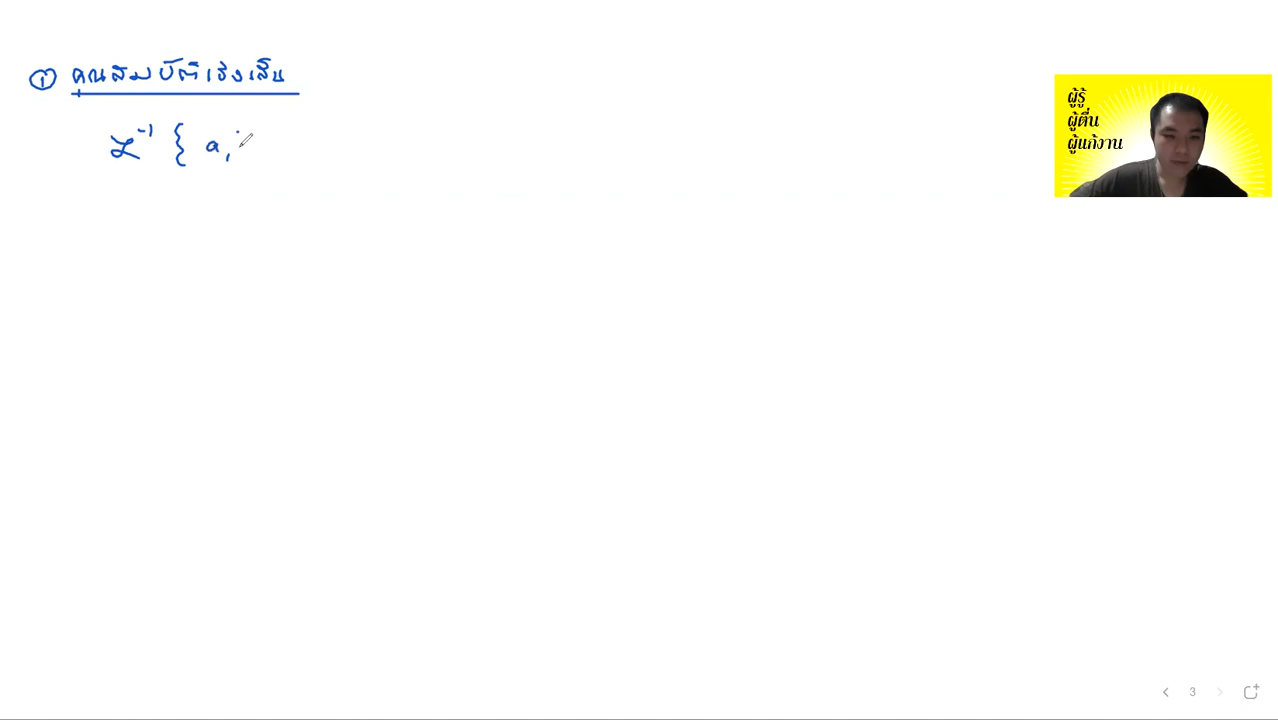 ① คุณสมบัติเชิงเส้น
ℒ⁻¹ { a₁
ผู้รู้
ผู้ตื่น
ผู้แก้งาน
3